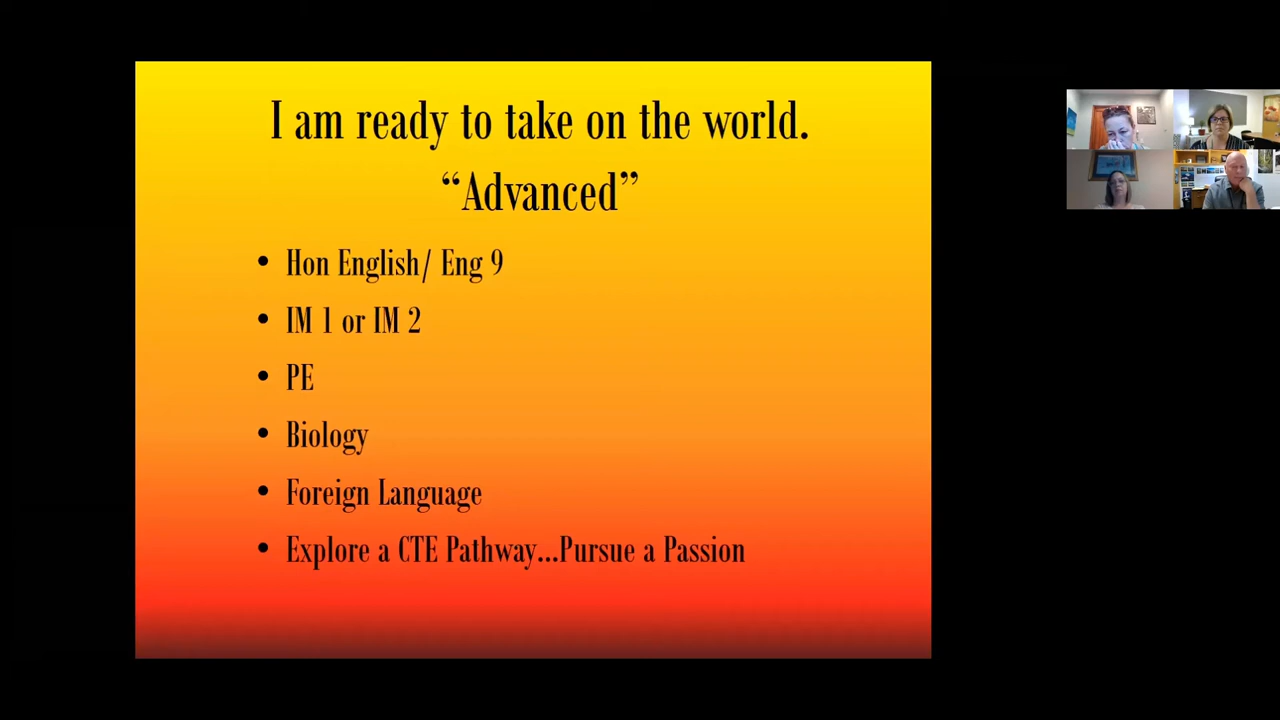 I am ready to take on the world.
“Advanced”
• Hon English/ Eng 9
• IM 1 or IM 2
• PE
• Biology
• Foreign Language
• Explore a CTE Pathway...Pursue a Passion